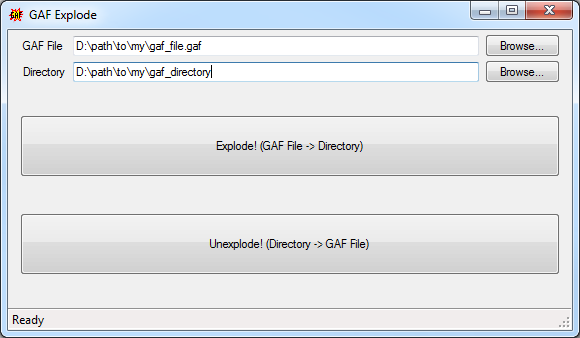 GAF Explode
GAF File D:\path\to\my\gaf_file.gaf Browse...
Directory D:\path\to\my\gaf_directory Browse...
Explode! (GAF File -> Directory)
Unexplode! (Directory -> GAF File)
Ready